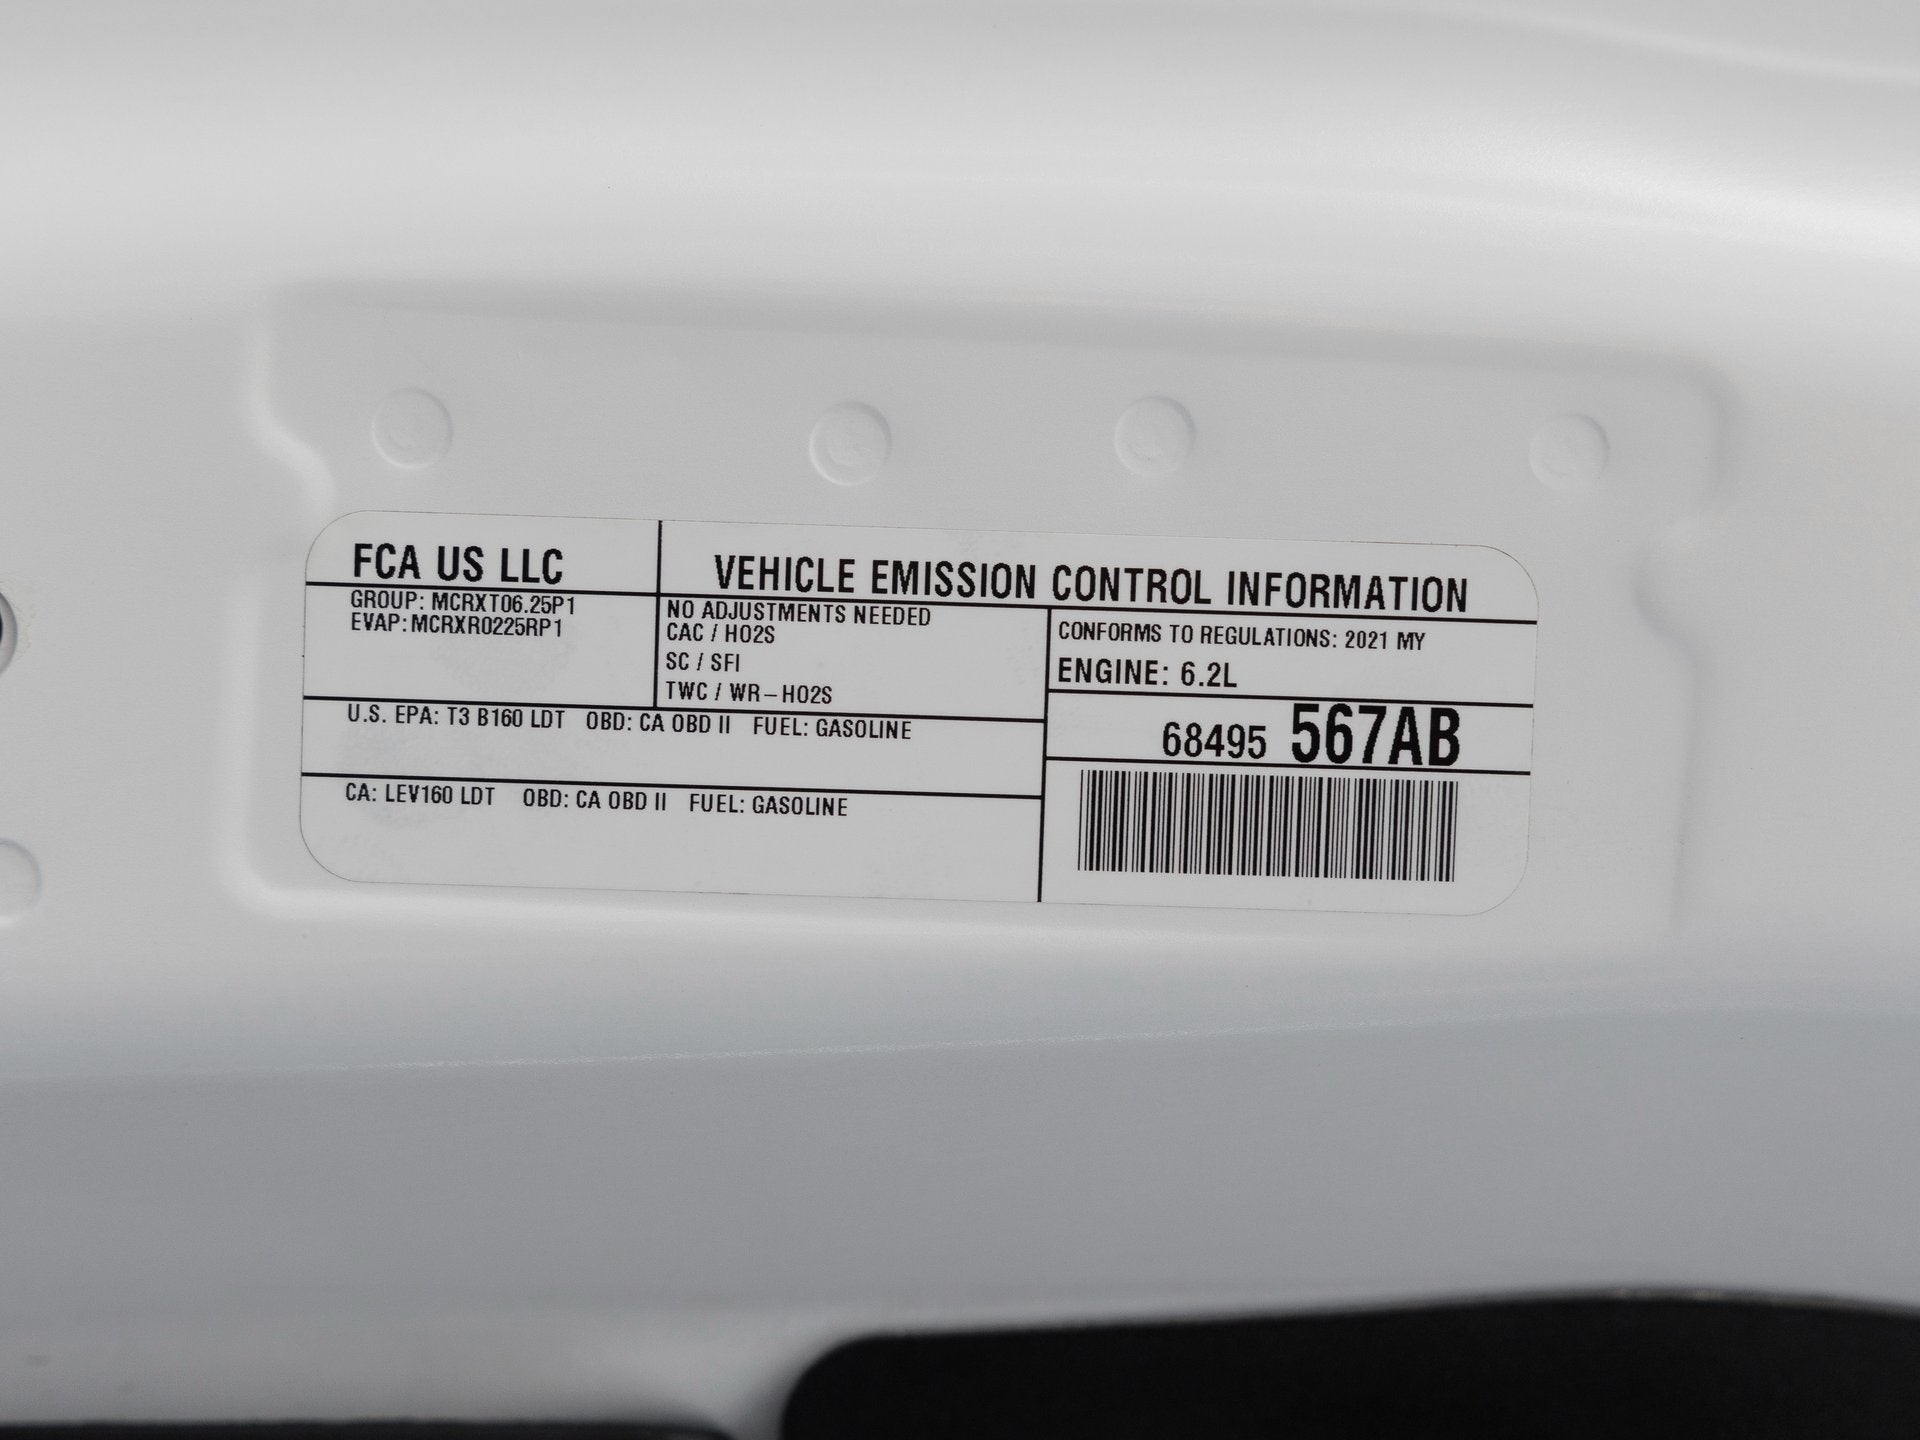 FCA US LLC
VEHICLE EMISSION CONTROL INFORMATION
GROUP: MCRXT06.25P1
EVAP: MCRXR0225RP1
NO ADJUSTMENTS NEEDED
CAC / HO2S
SC / SFI
TWC / WR-HO2S
CONFORMS TO REGULATIONS: 2021 MY
ENGINE: 6.2L
U.S. EPA: T3 B160 LDT OBD: CA OBD II FUEL: GASOLINE
68495 567AB
CA: LEV160 LDT OBD: CA OBD II FUEL: GASOLINE